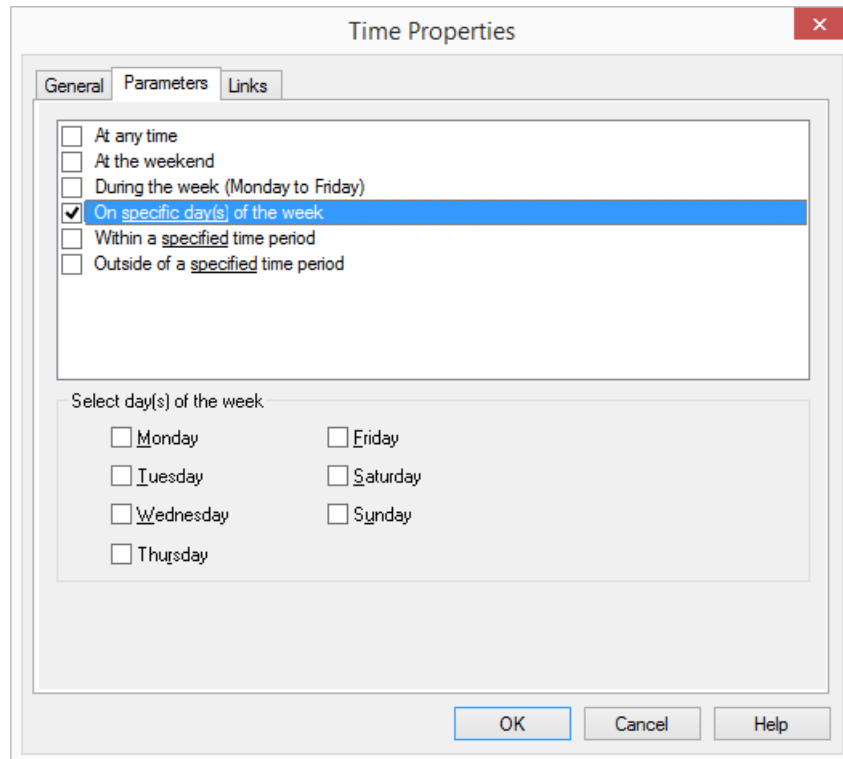 Time Properties
General Parameters Links
At any time
At the weekend
During the week (Monday to Friday)
On specific day(s) of the week
Within a specified time period
Outside of a specified time period
Select day(s) of the week
Monday Friday
Tuesday Saturday
Wednesday Sunday
Thursday
OK Cancel Help